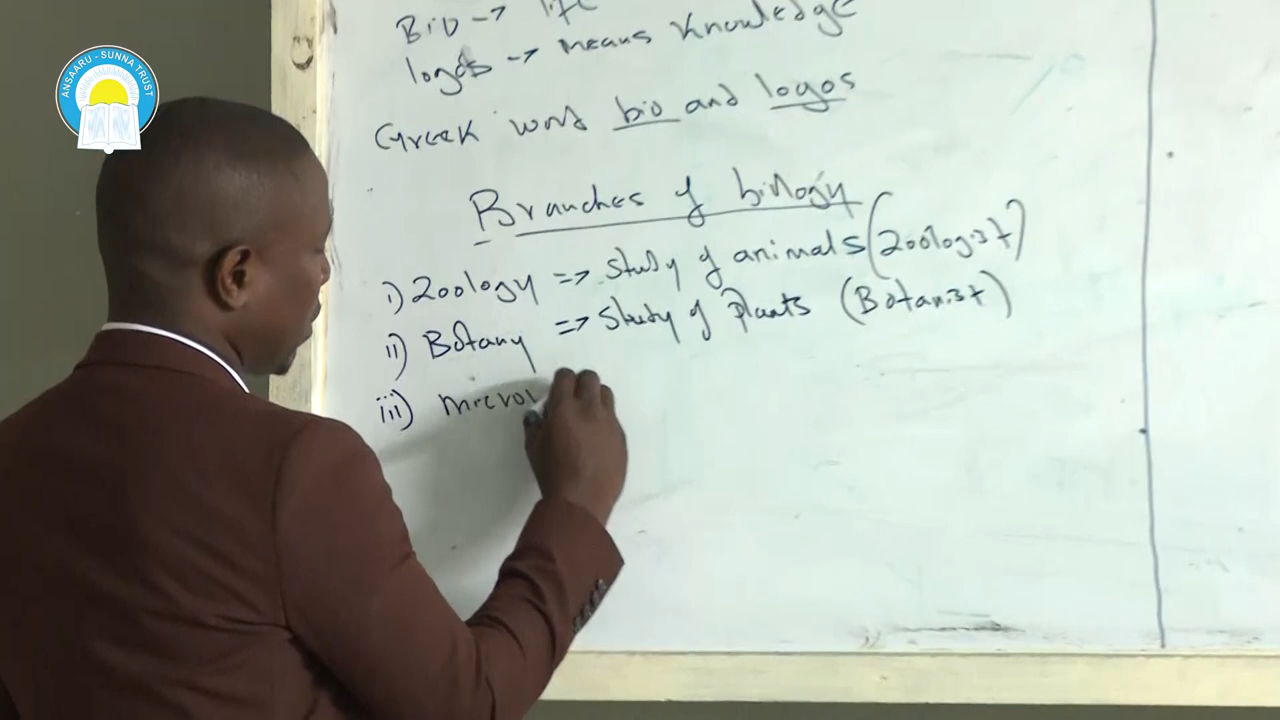 ANSAARU - SUNNA TRUST
Bio -> life
logos -> means knowledge
Greek word bio and logos
Branches of biology
i) Zoology => study of animals (Zoologist)
ii) Botany => Study of plants (Botanist)
iii) microi